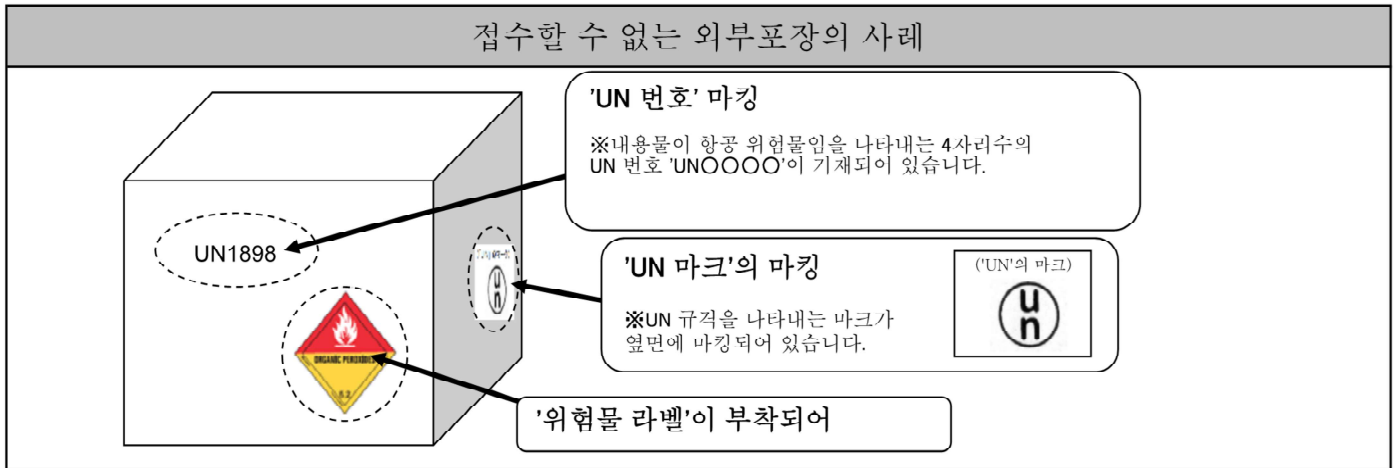 접수할 수 없는 외부포장의 사례
'UN 번호' 마킹
※내용물이 항공 위험물임을 나타내는 4자리수의
UN 번호 'UN〇〇〇〇'이 기재되어 있습니다.
UN1898
'UN 마크'의 마킹
※UN 규격을 나타내는 마크가
옆면에 마킹되어 있습니다.
('UN'의 마크)
un
un
ORGANIC PEROXIDES
5.2
'위험물 라벨'이 부착되어